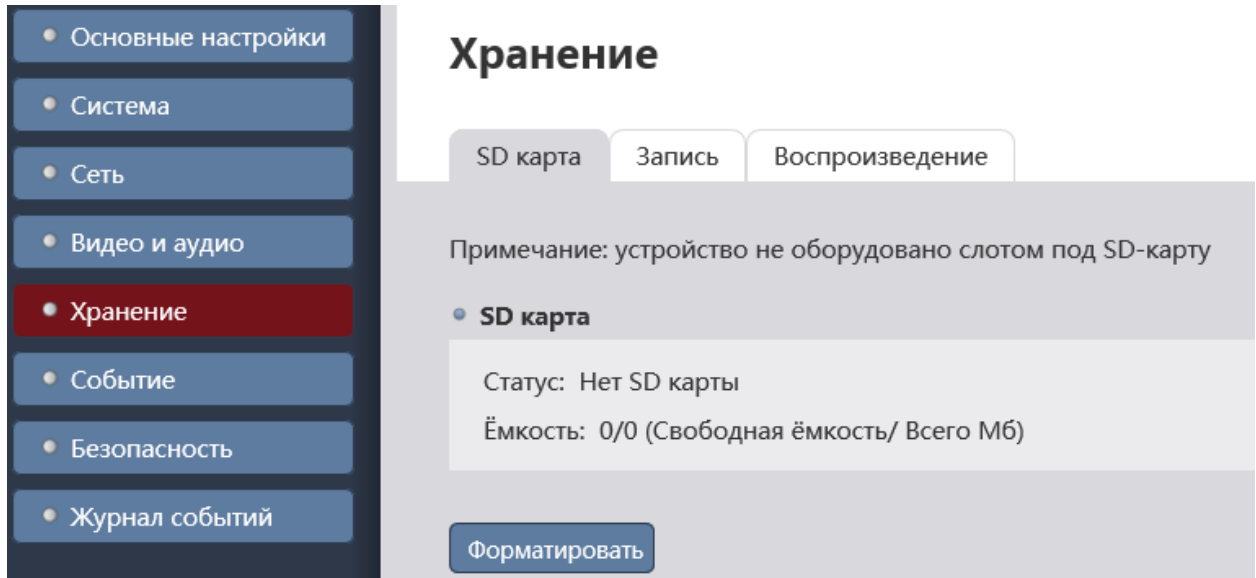 Основные настройки
Система
Сеть
Видео и аудио
Хранение
Событие
Безопасность
Журнал событий
Хранение
SD карта
Запись
Воспроизведение
Примечание: устройство не оборудовано слотом под SD-карту
SD карта
Статус: Нет SD карты
Ёмкость: 0/0 (Свободная ёмкость/ Всего Мб)
Форматировать